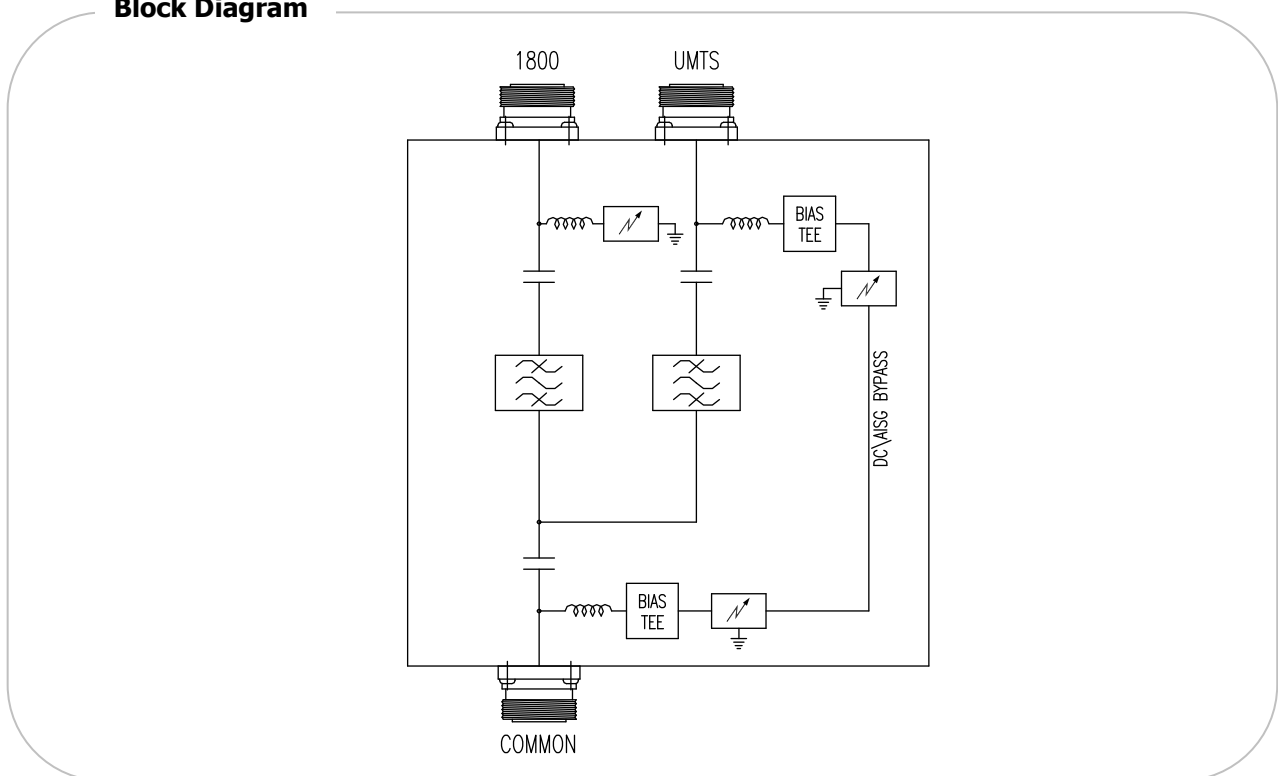 Block Diagram
1800
UMTS
BIAS
TEE
DC\AISG BYPASS
BIAS
TEE
COMMON